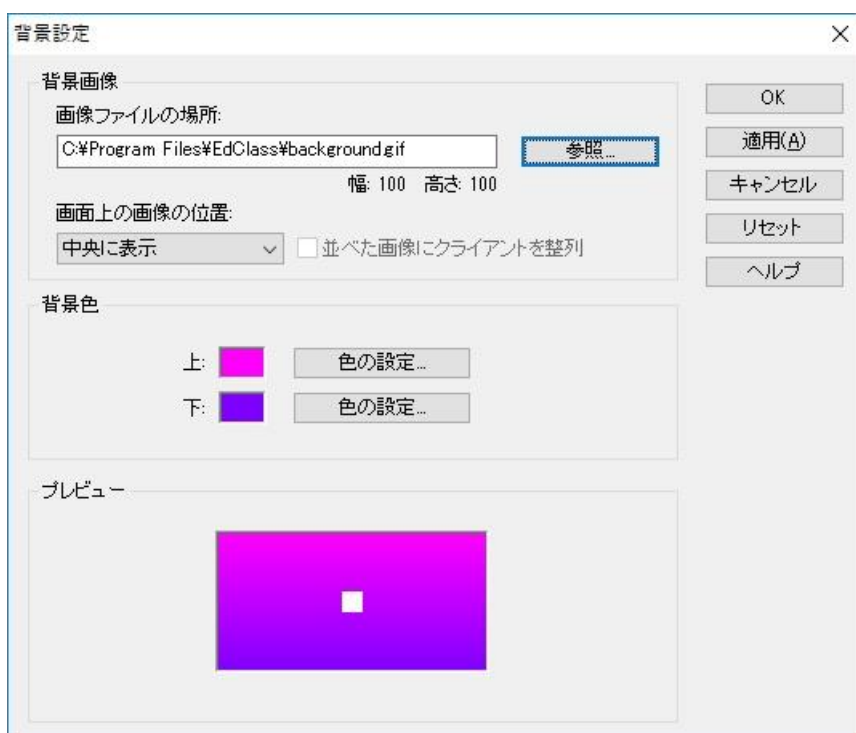 背景設定
背景画像
画像ファイルの場所:
C:¥Program Files¥EdClass¥background.gif
参照...
幅: 100 高さ: 100
画面上の画像の位置:
中央に表示
並べた画像にクライアントを整列
OK
適用(A)
キャンセル
リセット
ヘルプ
背景色
上:
色の設定...
下:
色の設定...
プレビュー